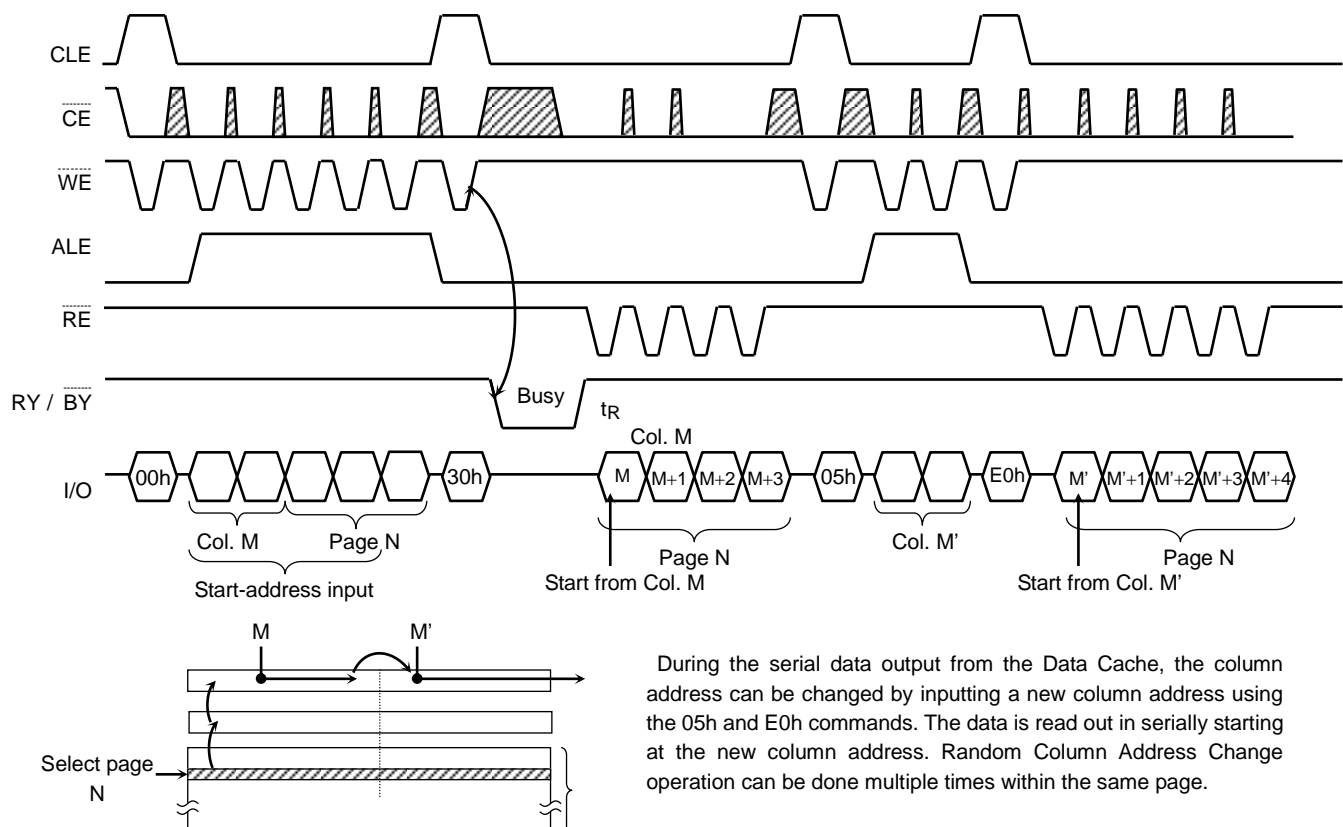 CLE
CE
WE
ALE
RE
RY / BY
Busy
tR
Col. M
I/O
00h
30h
M
M+1
M+2
M+3
05h
E0h
M'
M'+1
M'+2
M'+3
M'+4
Col. M
Page N
Start-address input
Page N
Start from Col. M
Col. M'
Page N
Start from Col. M'
M
M'
Select page
N
During the serial data output from the Data Cache, the column
address can be changed by inputting a new column address using
the 05h and E0h commands. The data is read out in serially starting
at the new column address. Random Column Address Change
operation can be done multiple times within the same page.